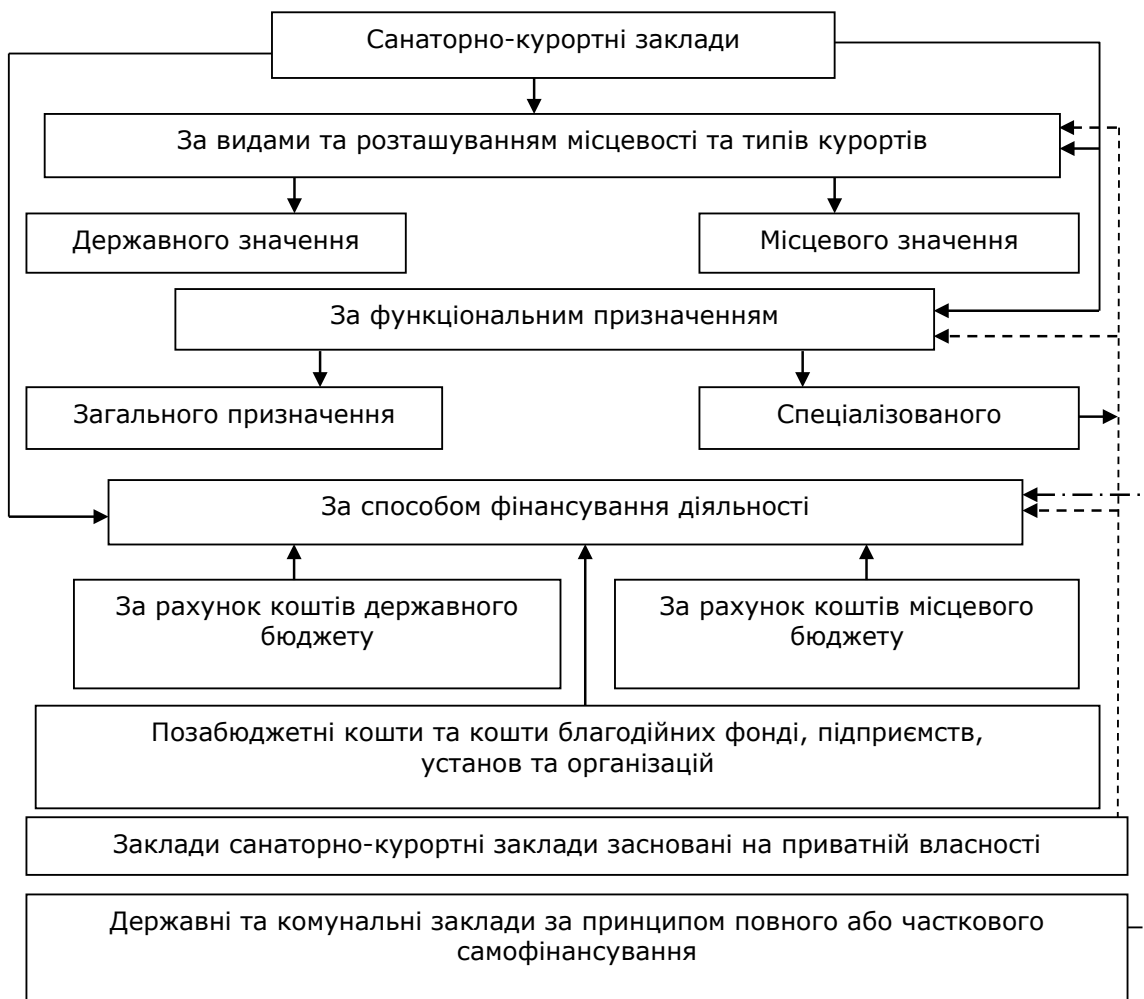 Санаторно-курортні заклади
За видами та розташуванням місцевості та типів курортів
Державного значення
Місцевого значення
За функціональним призначенням
Загального призначення
Спеціалізованого
За способом фінансування діяльності
За рахунок коштів державного
бюджету
За рахунок коштів місцевого
бюджету
Позабюджетні кошти та кошти благодійних фонді, підприємств,
установ та організацій
Заклади санаторно-курортні заклади засновані на приватній власності
Державні та комунальні заклади за принципом повного або часткового
самофінансування